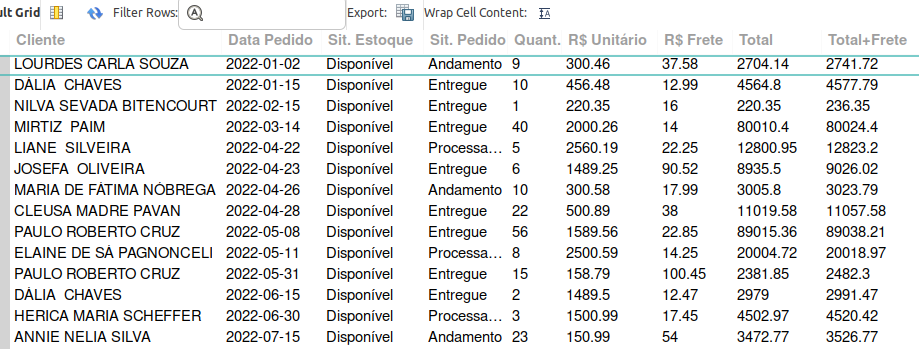 ult Grid Filter Rows: Export: Wrap Cell Content:
Cliente Data Pedido Sit. Estoque Sit. Pedido Quant. R$ Unitário R$ Frete Total Total+Frete
LOURDES CARLA SOUZA 2022-01-02 Disponível Andamento 9 300.46 37.58 2704.14 2741.72
DÁLIA CHAVES 2022-01-15 Disponível Entregue 10 456.48 12.99 4564.8 4577.79
NILVA SEVADA BITENCOURT 2022-02-15 Disponível Entregue 1 220.35 16 220.35 236.35
MIRTIZ PAIM 2022-03-14 Disponível Entregue 40 2000.26 14 80010.4 80024.4
LIANE SILVEIRA 2022-04-22 Disponível Processa... 5 2560.19 22.25 12800.95 12823.2
JOSEFA OLIVEIRA 2022-04-23 Disponível Entregue 6 1489.25 90.52 8935.5 9026.02
MARIA DE FÁTIMA NÓBREGA 2022-04-26 Disponível Andamento 10 300.58 17.99 3005.8 3023.79
CLEUSA MADRE PAVAN 2022-04-28 Disponível Entregue 22 500.89 38 11019.58 11057.58
PAULO ROBERTO CRUZ 2022-05-08 Disponível Entregue 56 1589.56 22.85 89015.36 89038.21
ELAINE DE SÁ PAGNONCELI 2022-05-11 Disponível Processa... 8 2500.59 14.25 20004.72 20018.97
PAULO ROBERTO CRUZ 2022-05-31 Disponível Entregue 15 158.79 100.45 2381.85 2482.3
DÁLIA CHAVES 2022-06-15 Disponível Entregue 2 1489.5 12.47 2979 2991.47
HERICA MARIA SCHEFFER 2022-06-30 Disponível Processa... 3 1500.99 17.45 4502.97 4520.42
ANNIE NELIA SILVA 2022-07-15 Disponível Andamento 23 150.99 54 3472.77 3526.77